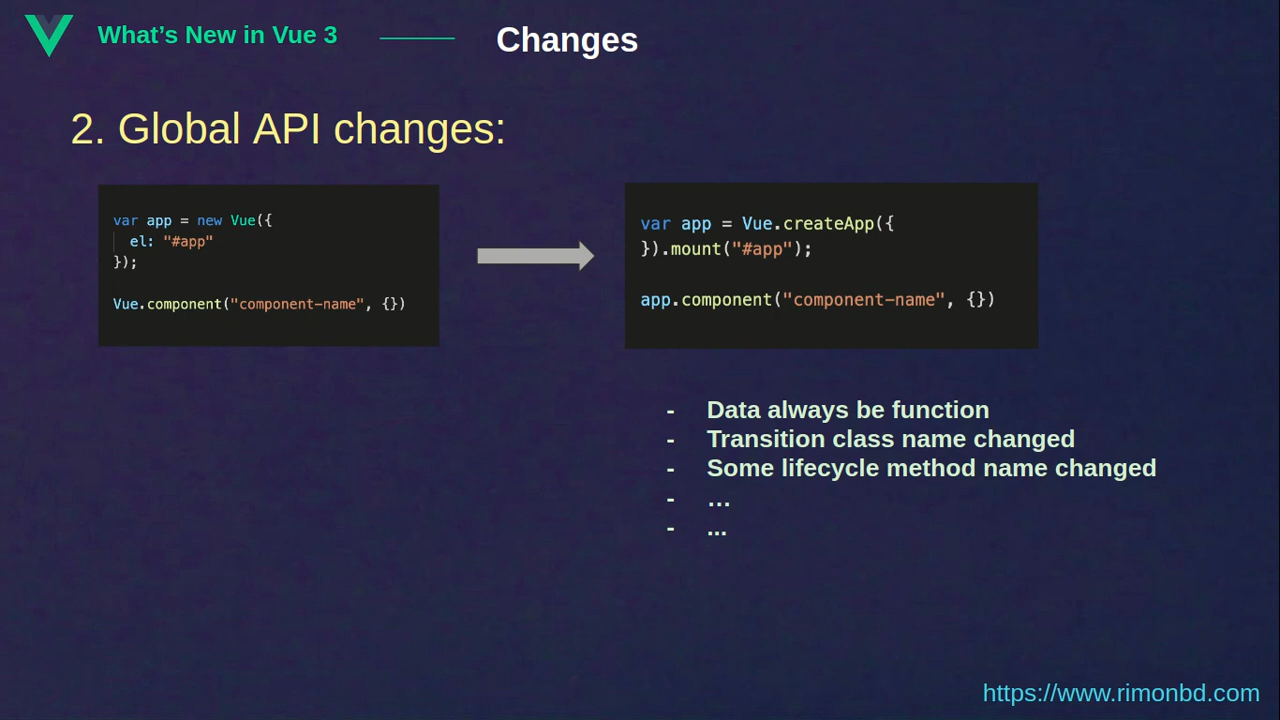 What’s New in Vue 3
Changes
2. Global API changes:
var app = new Vue({
el: "#app"
});
Vue.component("component-name", {})
var app = Vue.createApp({
}).mount("#app");
app.component("component-name", {})
- Data always be function
- Transition class name changed
- Some lifecycle method name changed
- …
- ...
https://www.rimonbd.com